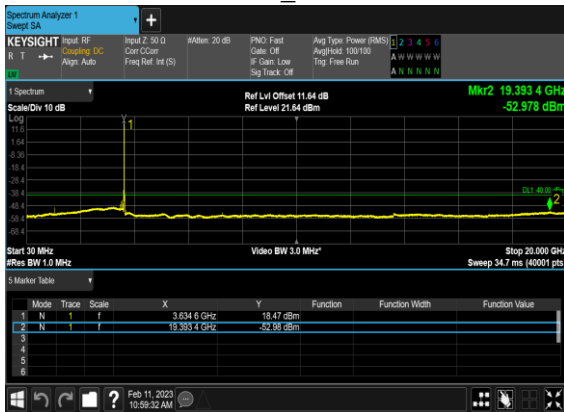 Spectrum Analyzer 1
Swept SA
KEYSIGHT Input: RF Input Z: 50 Ω #Atten: 20 dB PNO: Fast Avg Type: Power (RMS) 1 2 3 4 5 6
R T Coupling: DC Corr CCorr Gate: Off Avg|Hold: 100/100 A W W W W W
Align: Auto Freq Ref: Int (S) IF Gain: Low Trig: Free Run
Sig Track: Off A N N N N N
1 Spectrum Ref Lvl Offset 11.64 dB Mkr2 19.393 4 GHz
Scale/Div 10 dB Ref Level 21.64 dBm -52.978 dBm
Log
11.6
1.64
-8.36
-18.4
-28.4
-38.4
-48.4
-58.4
-68.4
1
2
Start 30 MHz Video BW 3.0 MHz* Stop 20.000 GHz
#Res BW 1.0 MHz Sweep 34.7 ms (40001 pts)
5 Marker Table
Mode Trace Scale X Y Function Function Width Function Value
1 N 1 f 3.634 6 GHz 18.47 dBm
2 N 1 f 19.393 4 GHz -52.98 dBm
3
4
5
6
? Feb 11, 2023
10:59:32 AM